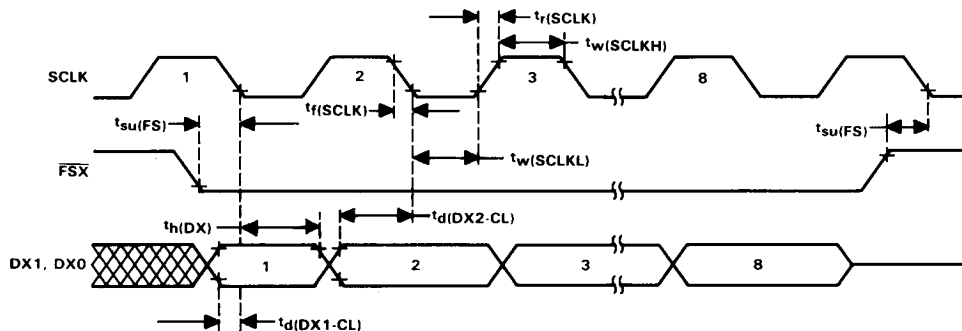 tr(SCLK)
tw(SCLKH)
SCLK
1
2
3
8
tf(SCLK)
tsu(FS)
tsu(FS)
tw(SCLKL)
FSX
th(DX)
td(DX2-CL)
DX1, DX0
1
2
3
8
td(DX1-CL)